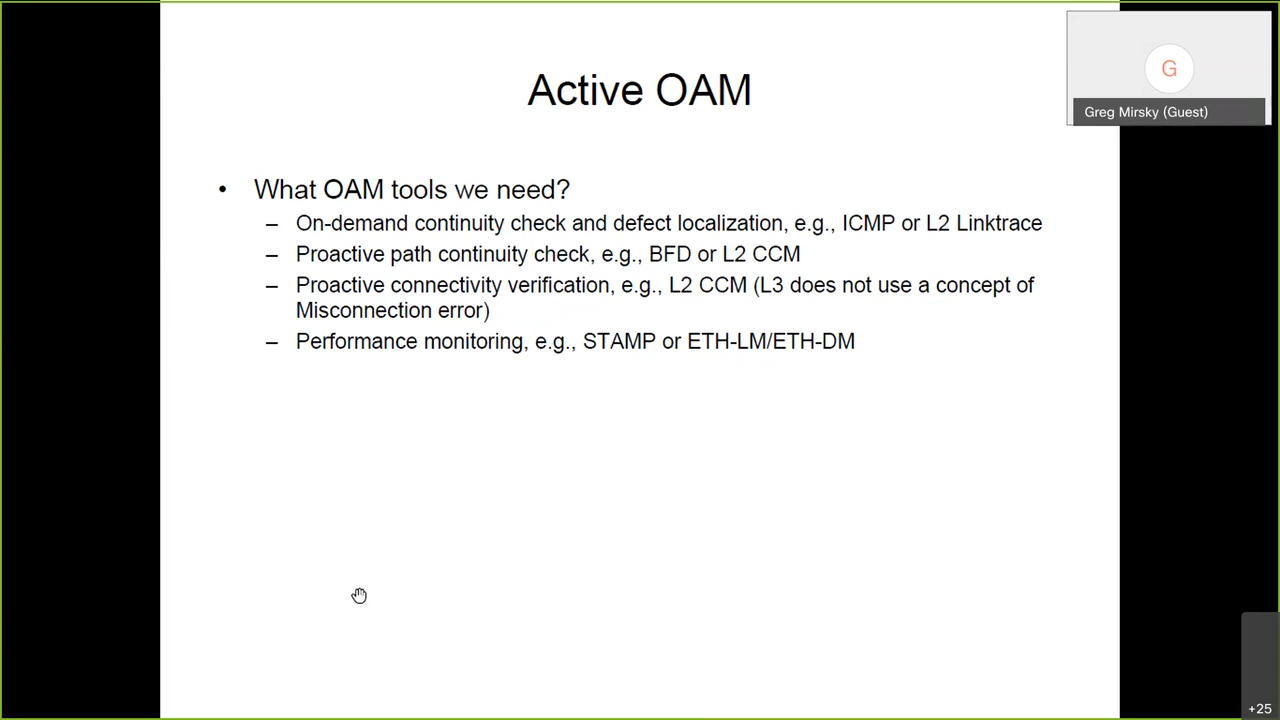 Active OAM
G
Greg Mirsky (Guest)
• What OAM tools we need?
– On-demand continuity check and defect localization, e.g., ICMP or L2 Linktrace
– Proactive path continuity check, e.g., BFD or L2 CCM
– Proactive connectivity verification, e.g., L2 CCM (L3 does not use a concept of
Misconnection error)
– Performance monitoring, e.g., STAMP or ETH-LM/ETH-DM
+25